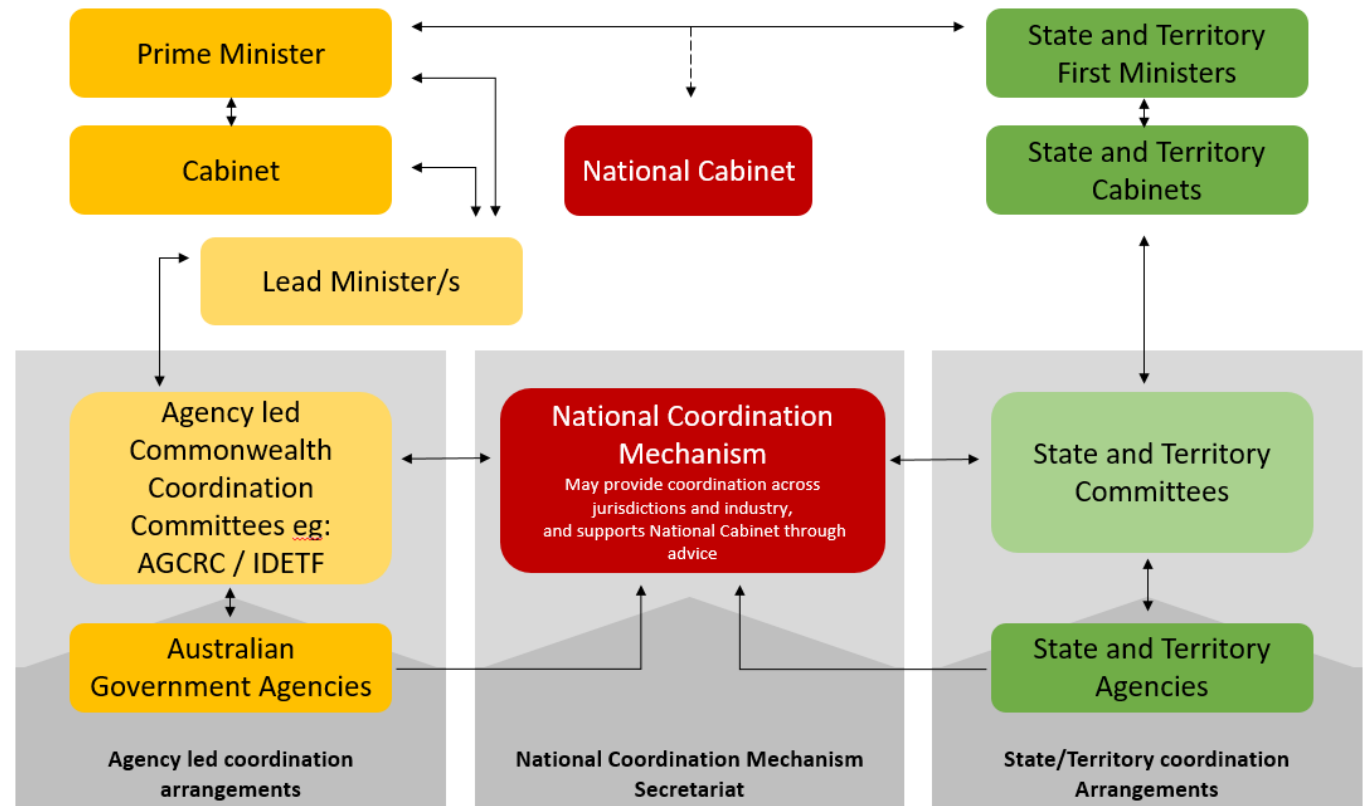 Prime Minister
State and Territory
First Ministers
Cabinet
National Cabinet
State and Territory
Cabinets
Lead Minister/s
Agency led
Commonwealth
Coordination
Committees eg:
AGCRC / IDETF
National Coordination
Mechanism
May provide coordination across
jurisdictions and industry,
and supports National Cabinet through
advice
State and Territory
Committees
Australian
Government Agencies
State and Territory
Agencies
Agency led coordination
arrangements
National Coordination Mechanism
Secretariat
State/Territory coordination
Arrangements